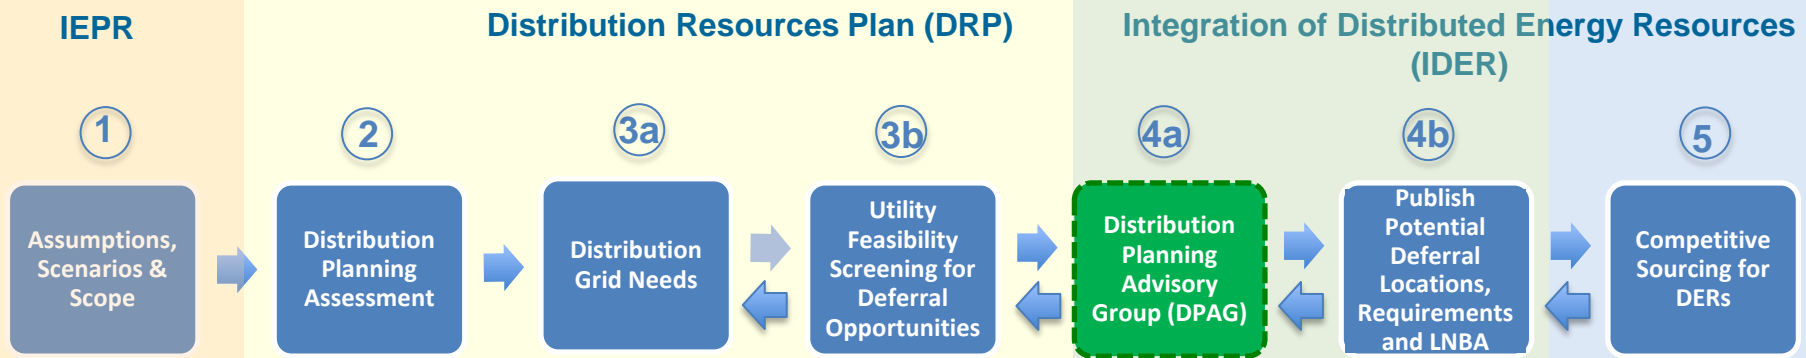 IEPR
Distribution Resources Plan (DRP)
Integration of Distributed Energy Resources
(IDER)
1
2
3a
3b
4a
4b
5
Assumptions,
Scenarios &
Scope
Distribution
Planning
Assessment
Distribution
Grid Needs
Utility
Feasibility
Screening for
Deferral
Opportunities
Distribution
Planning
Advisory
Group (DPAG)
Publish
Potential
Deferral
Locations,
Requirements
and LNBA
Competitive
Sourcing for
DERs